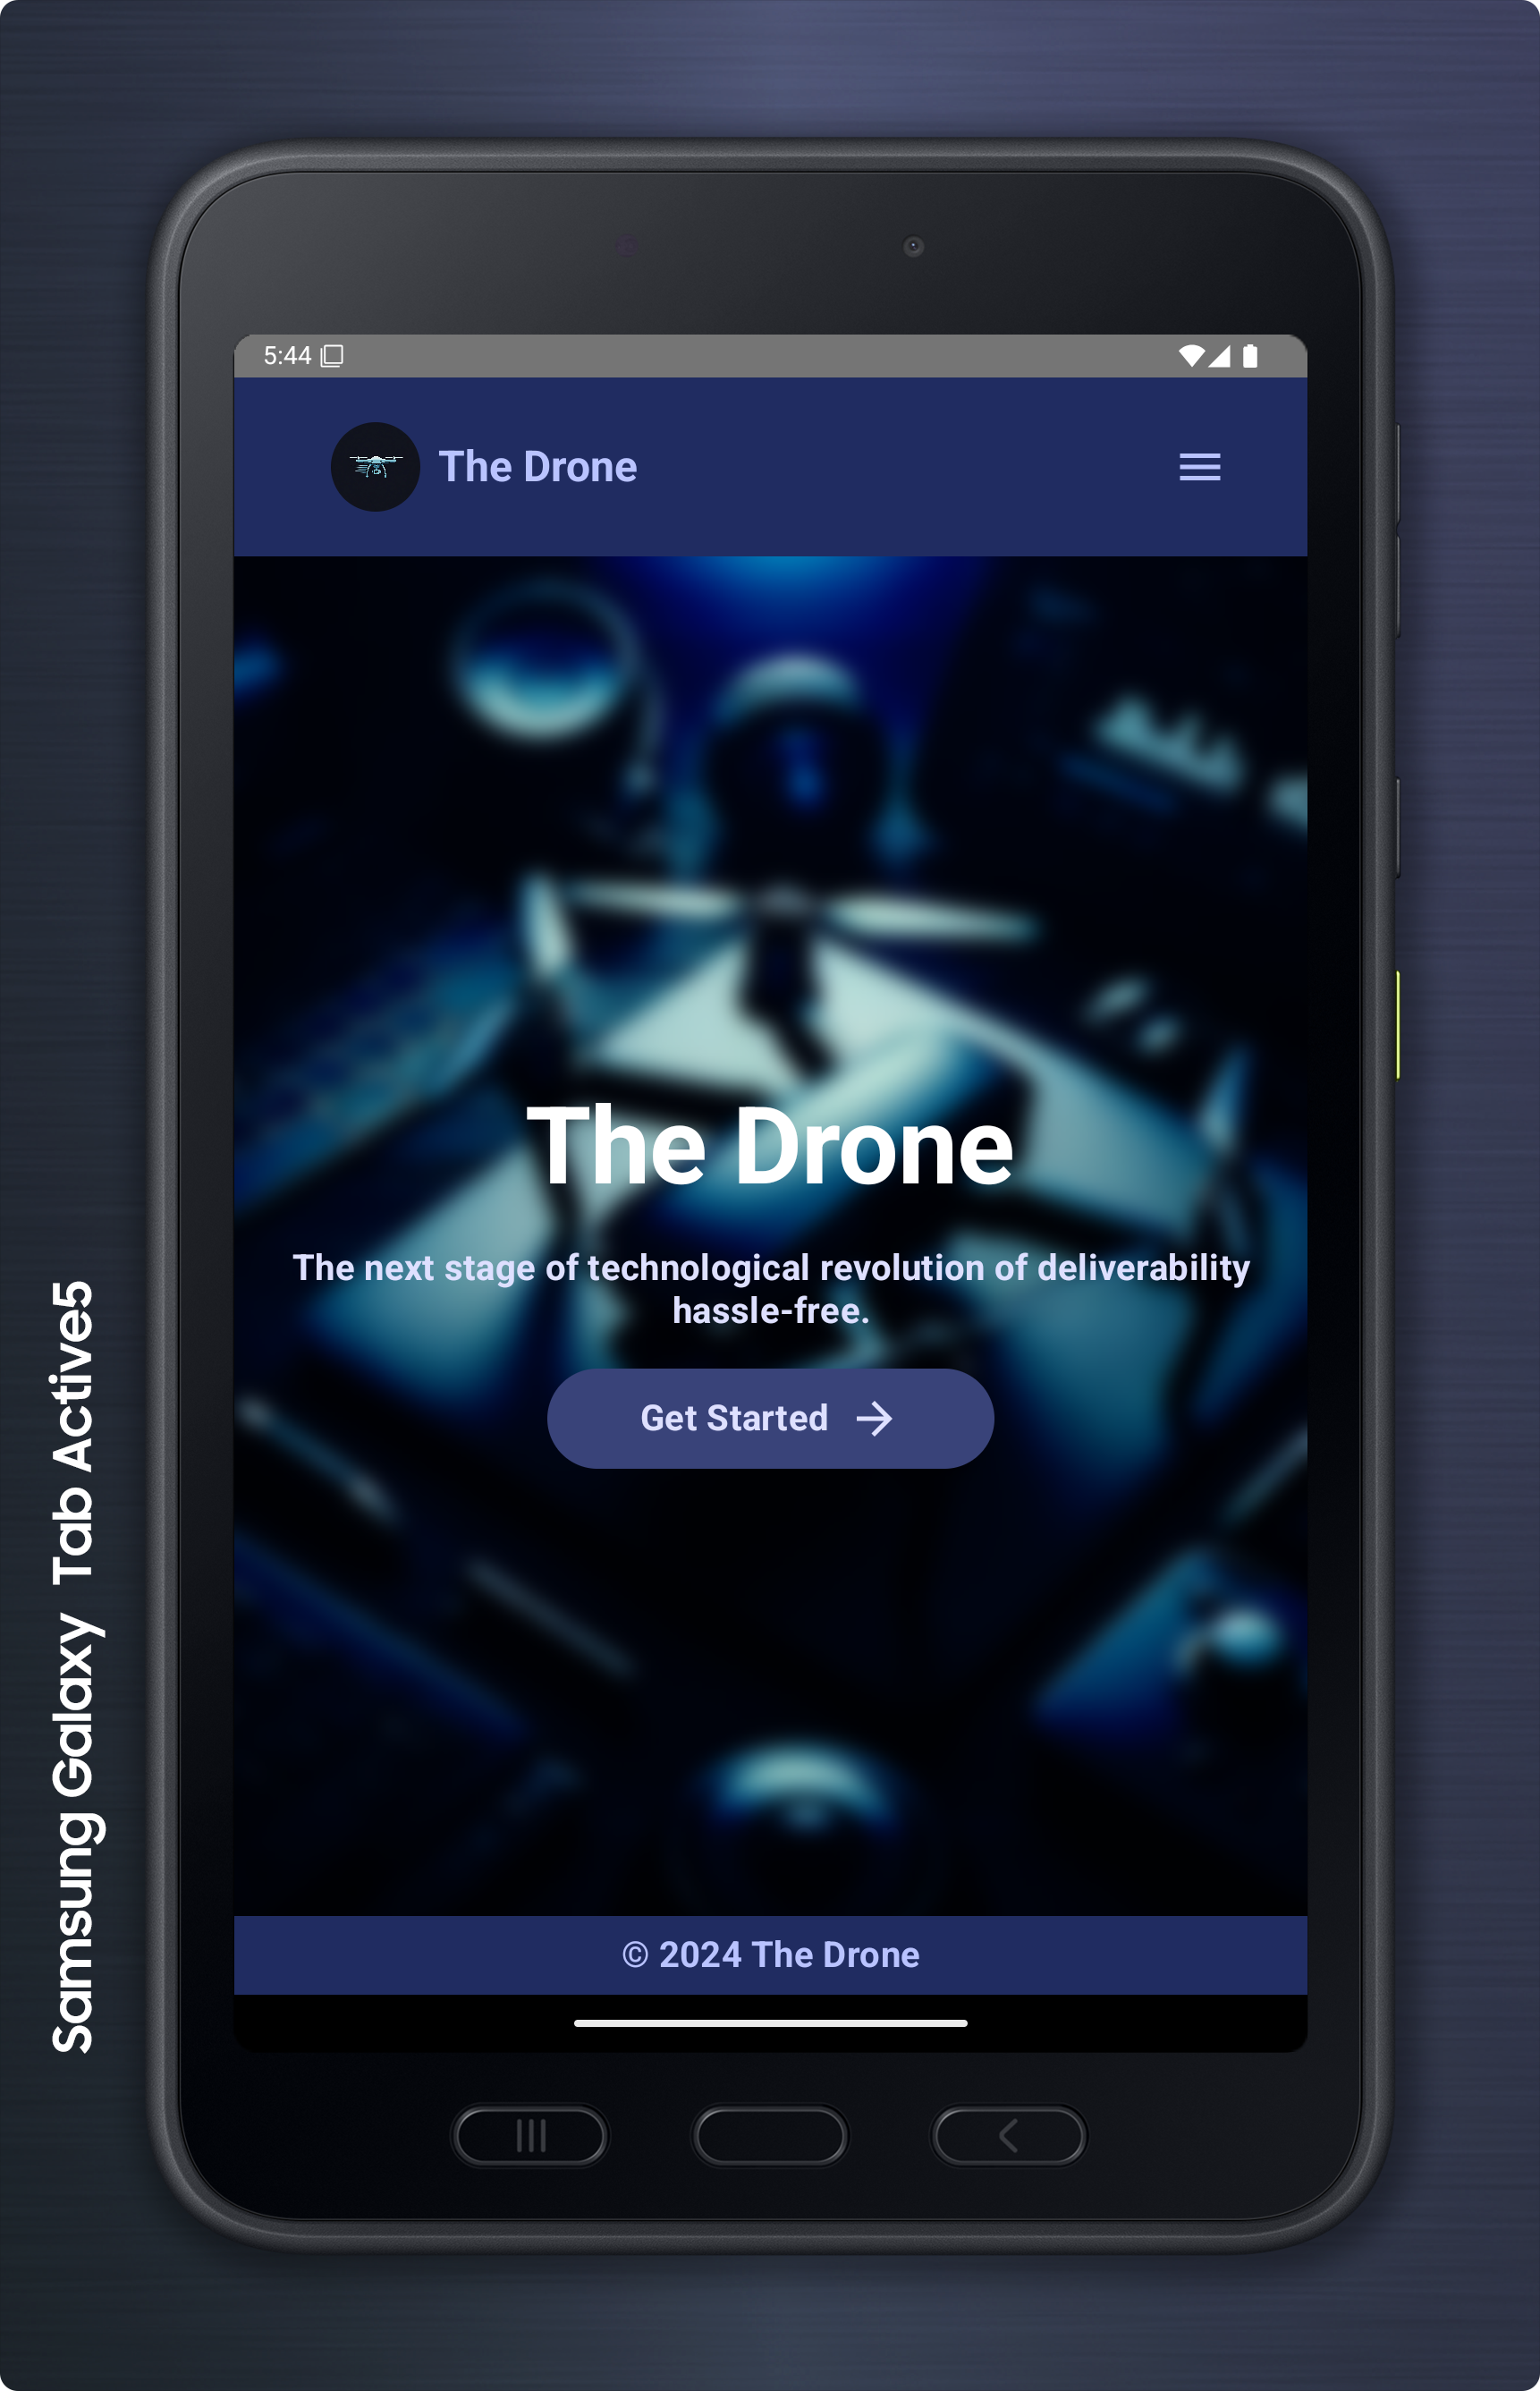 5:44
The Drone
The Drone
The next stage of technological revolution of deliverability
hassle-free.
Get Started
© 2024 The Drone
Samsung Galaxy Tab Active5